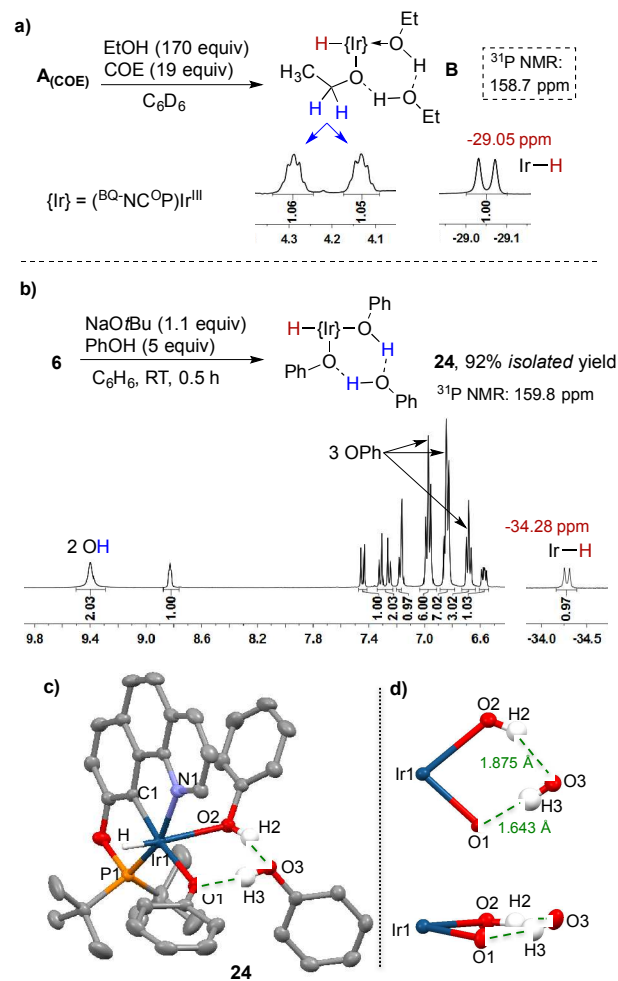 a)
A(COE)
EtOH (170 equiv)
COE (19 equiv)
C6D6
H {Ir} O Et
H
H3C O H O Et
H H
B
31P NMR:
158.7 ppm
-29.05 ppm
Ir H
{Ir} = (BQ-NCOP)IrIII
1.06 1.05 1.00
4.3 4.2 4.1 -29.0 -29.1
b)
6
NaOtBu (1.1 equiv)
PhOH (5 equiv)
C6H6, RT, 0.5 h
H {Ir} O Ph
H
Ph O H O Ph
24, 92% isolated yield
31P NMR: 159.8 ppm
3 OPh
2 OH
-34.28 ppm
Ir H
2.03 1.00 1.00 2.03 0.97 6.00 7.02 3.02 1.03 0.97
9.8 9.4 9.0 8.6 8.2 7.8 7.4 7.0 6.6 -34.0 -34.5
c)
C1 N1
O2
H Ir1 H2
O3
P1 O1 H3
24
d)
O2
H2
Ir1 1.875 Å O3
H3
1.643 Å
O1
O2 H2 O3
Ir1
O1 H3